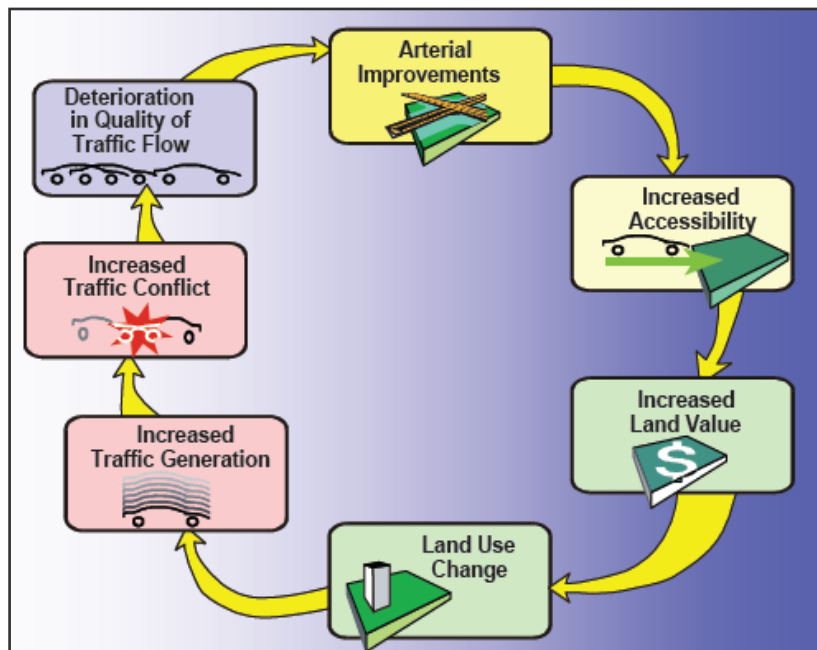 Arterial
Improvements
Increased
Accessibility
Increased
Land Value
$
Land Use
Change
Increased
Traffic Generation
Increased
Traffic Conflict
Deterioration
in Quality of
Traffic Flow